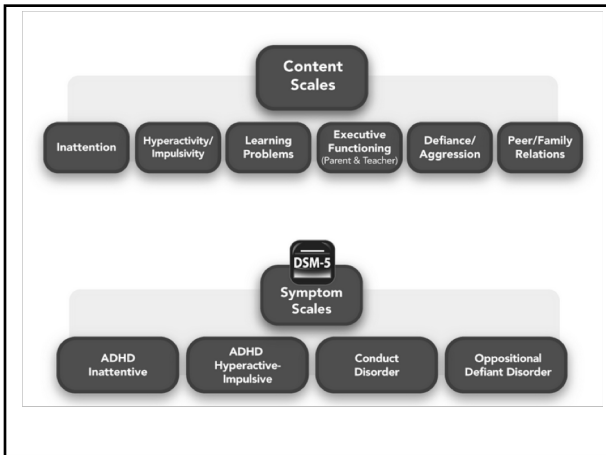 Content
Scales
Inattention
Hyperactivity/
Impulsivity
Learning
Problems
Executive
Functioning
(Parent & Teacher)
Defiance/
Aggression
Peer/Family
Relations
DSM-5
Symptom
Scales
ADHD
Inattentive
ADHD
Hyperactive-
Impulsive
Conduct
Disorder
Oppositional
Defiant Disorder